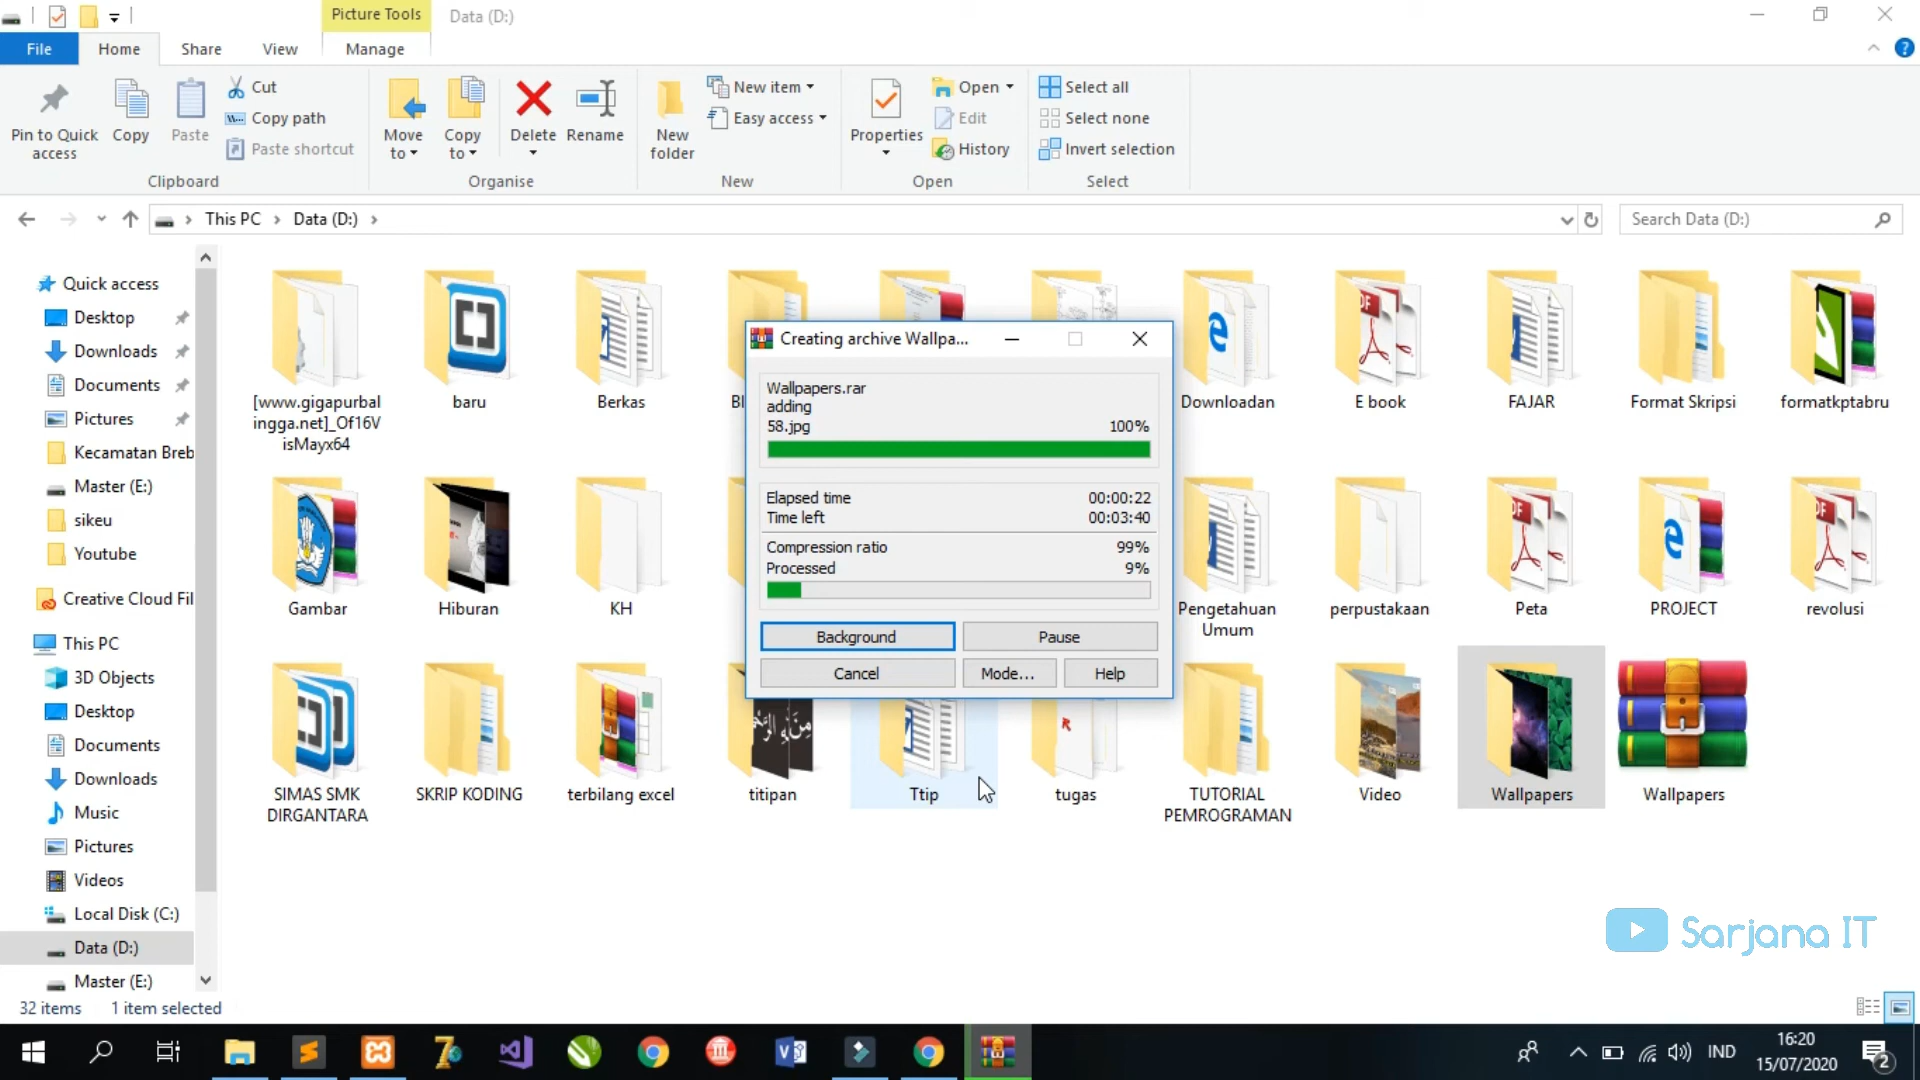 Picture Tools
Data (D:)
File
Home
Share
View
Manage
Pin to Quick access
Copy
Paste
Cut
Copy path
Paste shortcut
Clipboard
Move to
Copy to
Delete
Rename
Organise
New folder
New item
Easy access
New
Properties
Open
Edit
History
Open
Select all
Select none
Invert selection
Select
This PC
Data (D:)
Search Data (D:)
Quick access
Desktop
Downloads
Documents
Pictures
Kecamatan Breb
Master (E:)
sikeu
Youtube
Creative Cloud Fil
This PC
3D Objects
Desktop
Documents
Downloads
Music
Pictures
Videos
Local Disk (C:)
Data (D:)
Master (E:)
[www.gigapurbal
ingga.net]_Of16V
isMayx64
baru
Berkas
Bl
Downloadan
E book
FAJAR
Format Skripsi
formatkptabru
Gambar
Hiburan
KH
Pengetahuan
Umum
perpustakaan
Peta
PROJECT
revolusi
SIMAS SMK
DIRGANTARA
SKRIP KODING
terbilang excel
titipan
Ttip
tugas
TUTORIAL
PEMROGRAMAN
Video
Wallpapers
Wallpapers
Creating archive Wallpa...
Wallpapers.rar
adding
58.jpg 100%
Elapsed time 00:00:22
Time left 00:03:40
Compression ratio 99%
Processed 9%
Background
Pause
Cancel
Mode...
Help
Sarjana IT
32 items 1 item selected
IND
16:20
15/07/2020
2